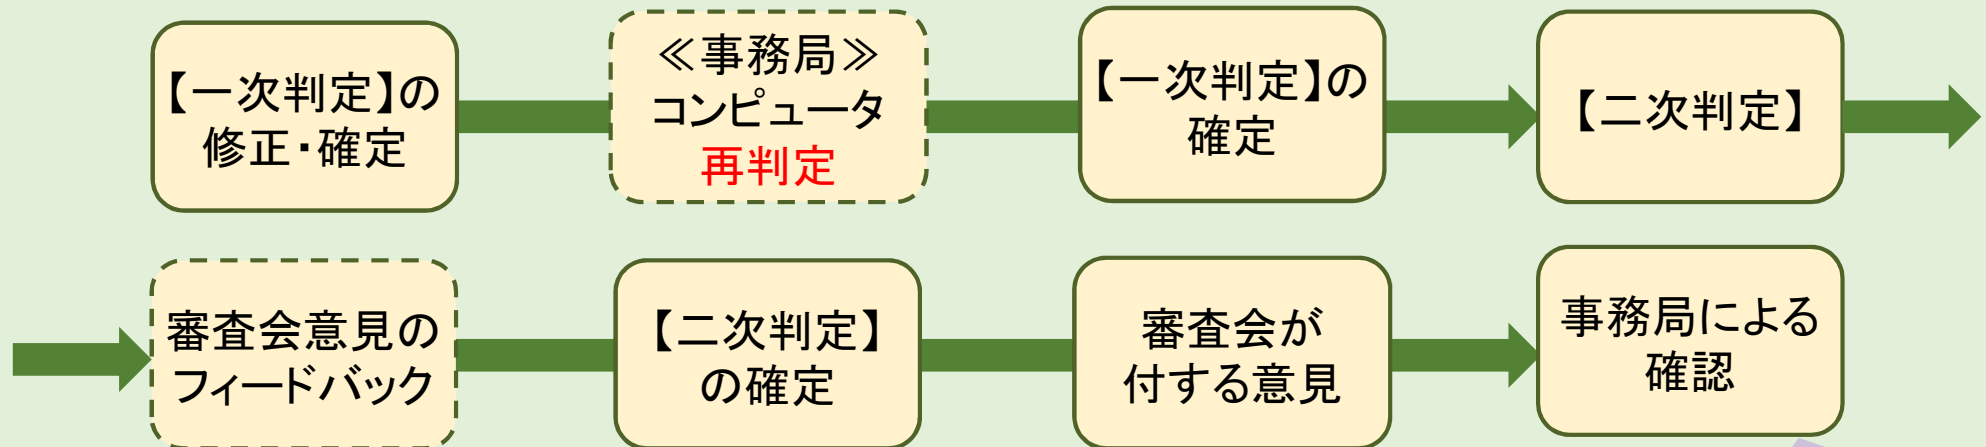 【一次判定】の
修正・確定
≪事務局≫
コンピュータ
再判定
【一次判定】の
確定
【二次判定】
審査会意見の
フィードバック
【二次判定】
の確定
審査会が
付する意見
事務局による
確認